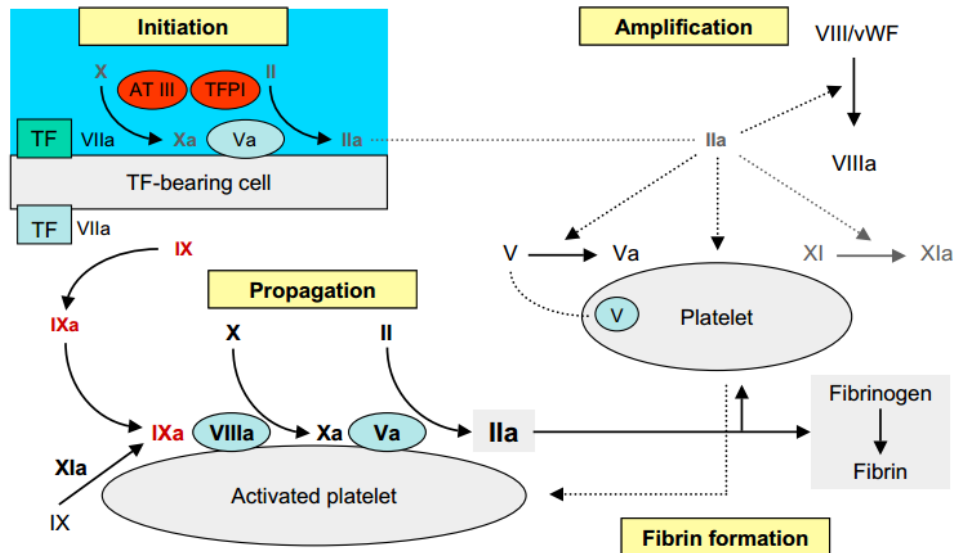 Initiation
Amplification
VIII/vWF
X
AT III
TFPI
II
TF
VIIa
Xa
Va
IIa
IIa
VIIIa
TF-bearing cell
TF
VIIa
IX
V
Va
XI
XIa
Propagation
V
Platelet
IXa
X
II
Fibrinogen
IXa
VIIIa
Xa
Va
IIa
XIa
Fibrin
Activated platelet
IX
Fibrin formation